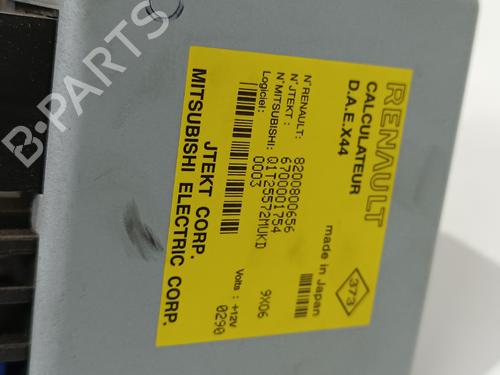 RENAULT
CALCULATEUR
D.A.E.X44
made in Japan
373
N° RENAULT: 8200800656
N° JTEKT : 6700001754
N° MITSUBISHI: Q1T25572MUKD
Logiciel: 0003
9X06
Volts : +12V
0290
JTEKT CORP.
MITSUBISHI ELECTRIC CORP.
B-PARTS